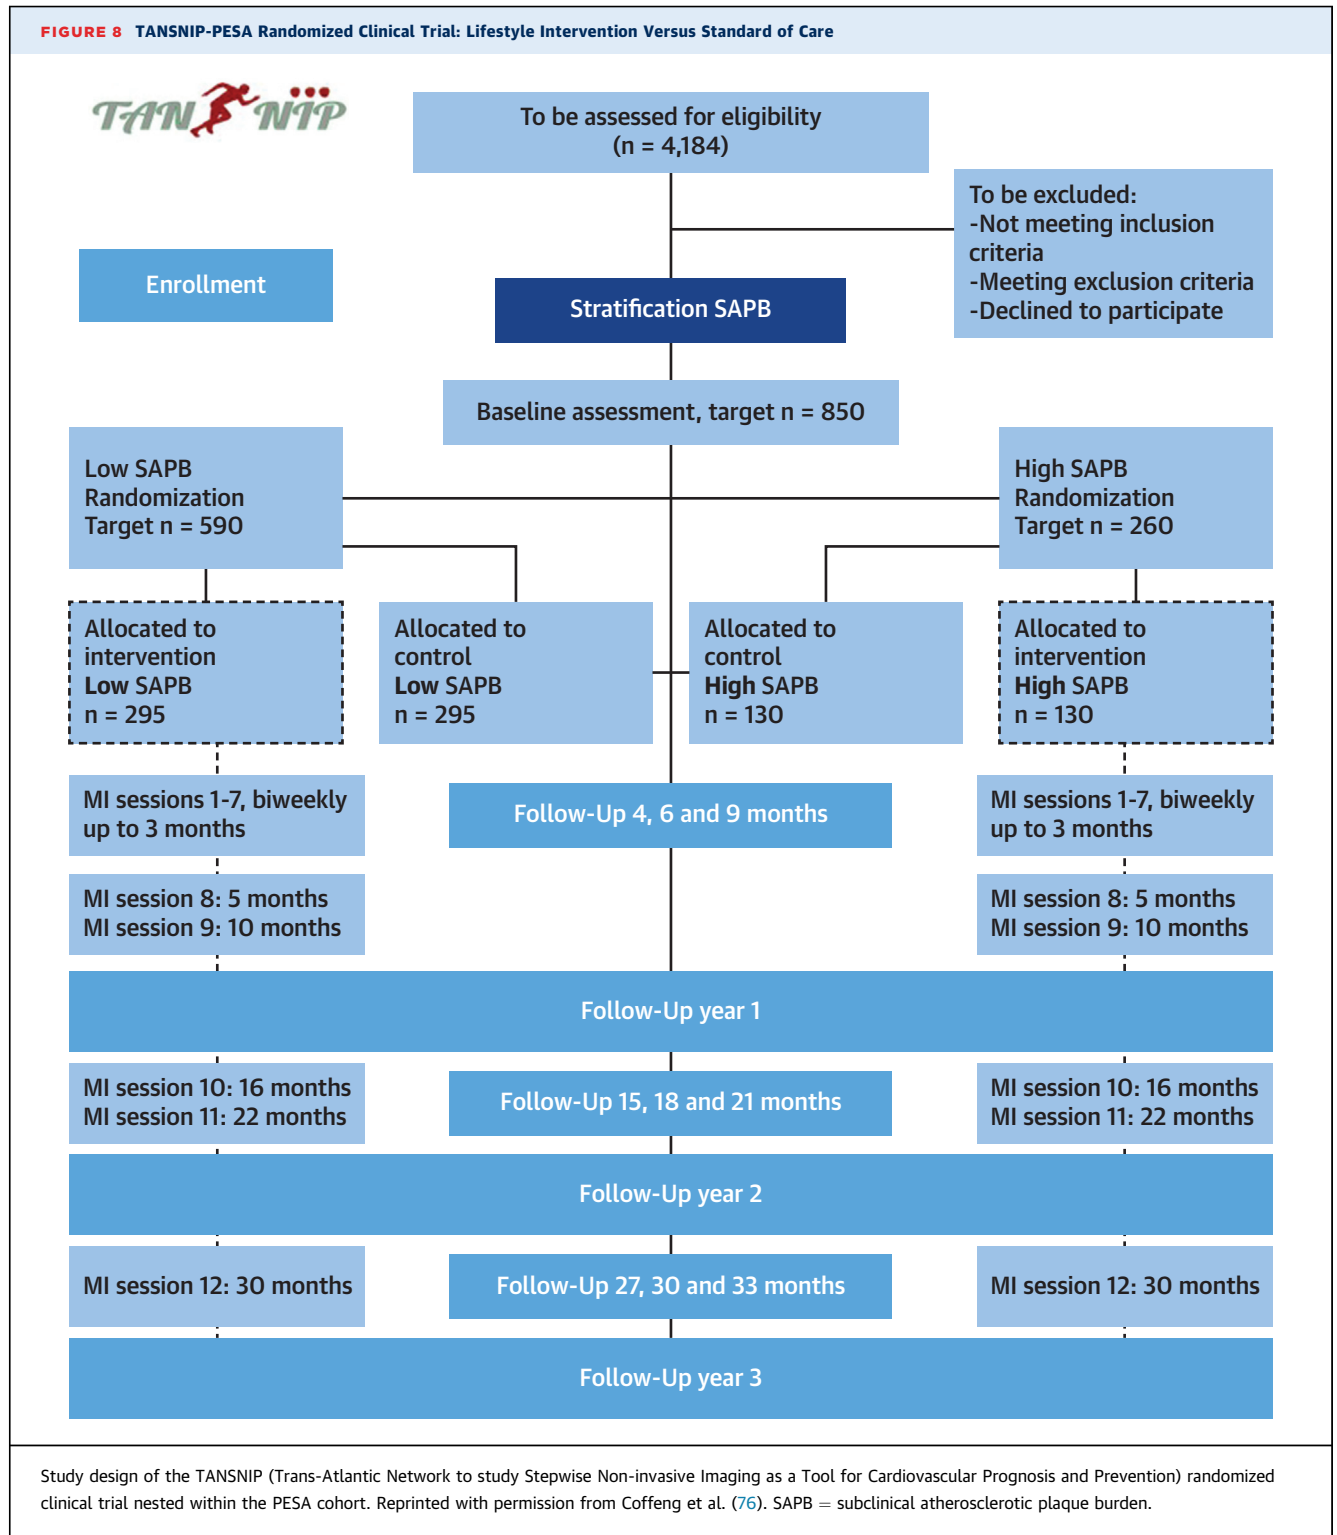 FIGURE 8 TANSNIP-PESA Randomized Clinical Trial: Lifestyle Intervention Versus Standard of Care
TANSNIP
To be assessed for eligibility
(n = 4,184)
To be excluded:
-Not meeting inclusion
criteria
-Meeting exclusion criteria
-Declined to participate
Enrollment
Stratification SAPB
Baseline assessment, target n = 850
Low SAPB
Randomization
Target n = 590
High SAPB
Randomization
Target n = 260
Allocated to
intervention
Low SAPB
n = 295
Allocated to
control
Low SAPB
n = 295
Allocated to
control
High SAPB
n = 130
Allocated to
intervention
High SAPB
n = 130
MI sessions 1-7, biweekly
up to 3 months
Follow-Up 4, 6 and 9 months
MI sessions 1-7, biweekly
up to 3 months
MI session 8: 5 months
MI session 9: 10 months
MI session 8: 5 months
MI session 9: 10 months
Follow-Up year 1
MI session 10: 16 months
MI session 11: 22 months
Follow-Up 15, 18 and 21 months
MI session 10: 16 months
MI session 11: 22 months
Follow-Up year 2
MI session 12: 30 months
Follow-Up 27, 30 and 33 months
MI session 12: 30 months
Follow-Up year 3
Study design of the TANSNIP (Trans-Atlantic Network to study Stepwise Non-invasive Imaging as a Tool for Cardiovascular Prognosis and Prevention) randomized
clinical trial nested within the PESA cohort. Reprinted with permission from Coffeng et al. (76). SAPB = subclinical atherosclerotic plaque burden.